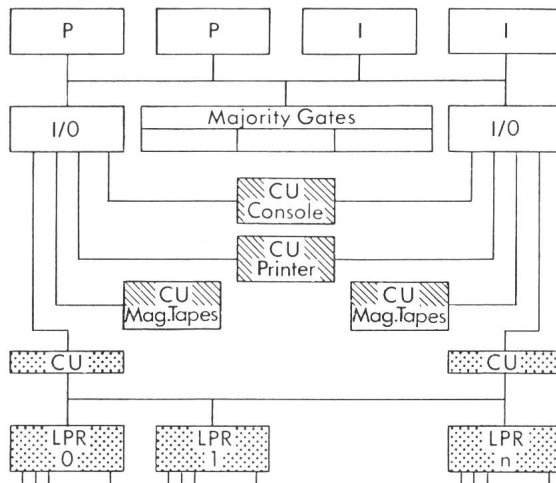 P P I I
I/O Majority Gates I/O
CU
Console
CU
Printer
CU CU
Mag.Tapes Mag.Tapes
CU CU
LPR LPR LPR
0 1 n